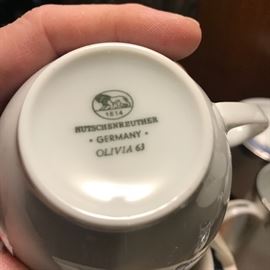 1814
HUTSCHENREUTHER
• GERMANY •
OLIVIA 63